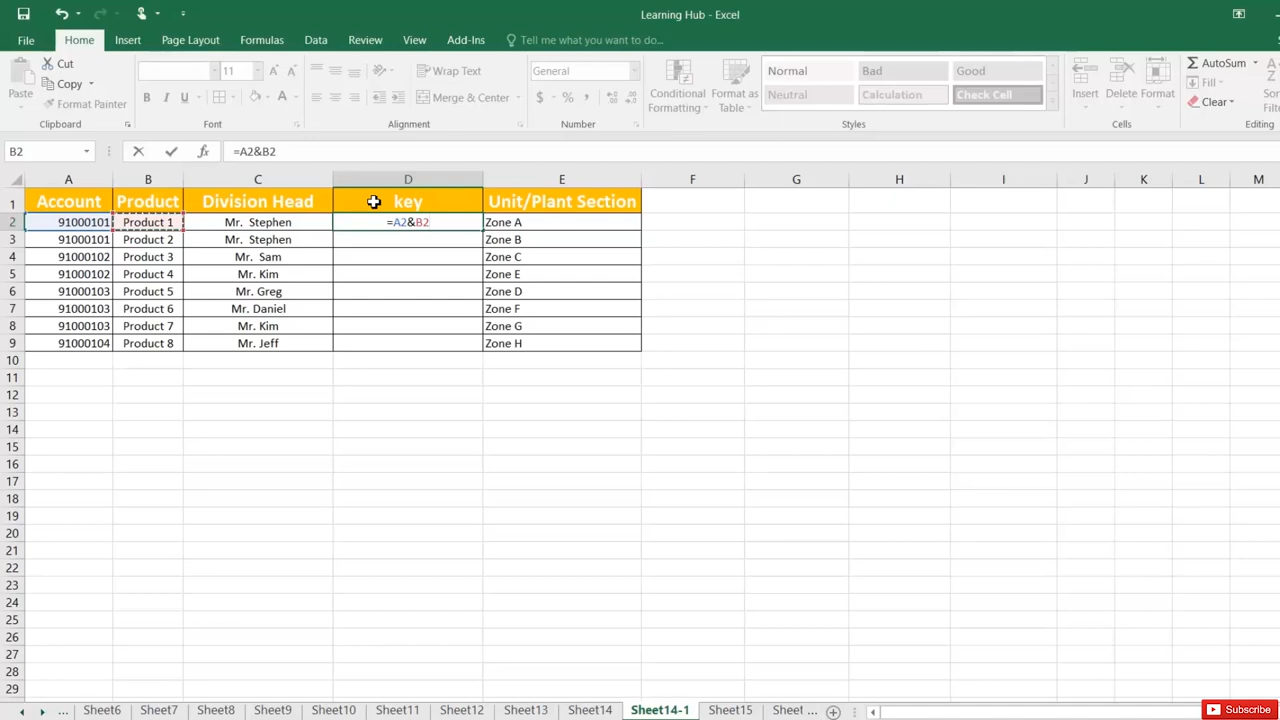 Learning Hub - Excel
File Home Insert Page Layout Formulas Data Review View Add-Ins Tell me what you want to do...
Cut
Copy
Format Painter
Paste
Clipboard
11
Font
Wrap Text
Merge & Center
Alignment
General
$ % ,
Number
Conditional Formatting
Format as Table
Normal Bad Good
Neutral Calculation Check Cell
Styles
Insert Delete Format
Cells
AutoSum
Fill
Clear
Editing
B2 fx =A2&B2
A B C D E F G H I J K L M
1 Account Product Division Head key Unit/Plant Section
2 91000101 Product 1 Mr. Stephen =A2&B2 Zone A
3 91000101 Product 2 Mr. Stephen Zone B
4 91000102 Product 3 Mr. Sam Zone C
5 91000102 Product 4 Mr. Kim Zone E
6 91000103 Product 5 Mr. Greg Zone D
7 91000103 Product 6 Mr. Daniel Zone F
8 91000103 Product 7 Mr. Kim Zone G
9 91000104 Product 8 Mr. Jeff Zone H
10
11
12
13
14
15
16
17
18
19
20
21
22
23
24
25
26
27
28
29
... Sheet6 Sheet7 Sheet8 Sheet9 Sheet10 Sheet11 Sheet12 Sheet13 Sheet14 Sheet14-1 Sheet15 Sheet ...
Subscribe